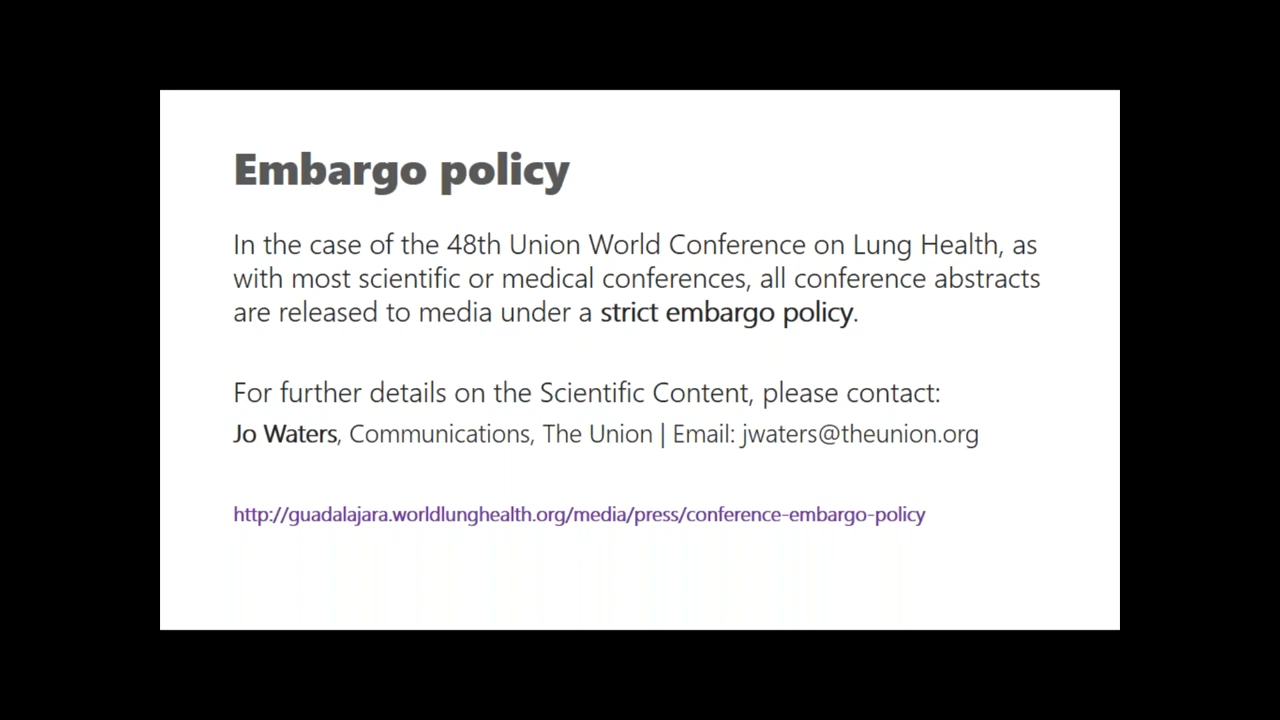 Embargo policy
In the case of the 48th Union World Conference on Lung Health, as
with most scientific or medical conferences, all conference abstracts
are released to media under a strict embargo policy.
For further details on the Scientific Content, please contact:
Jo Waters, Communications, The Union | Email: jwaters@theunion.org
http://guadalajara.worldlunghealth.org/media/press/conference-embargo-policy